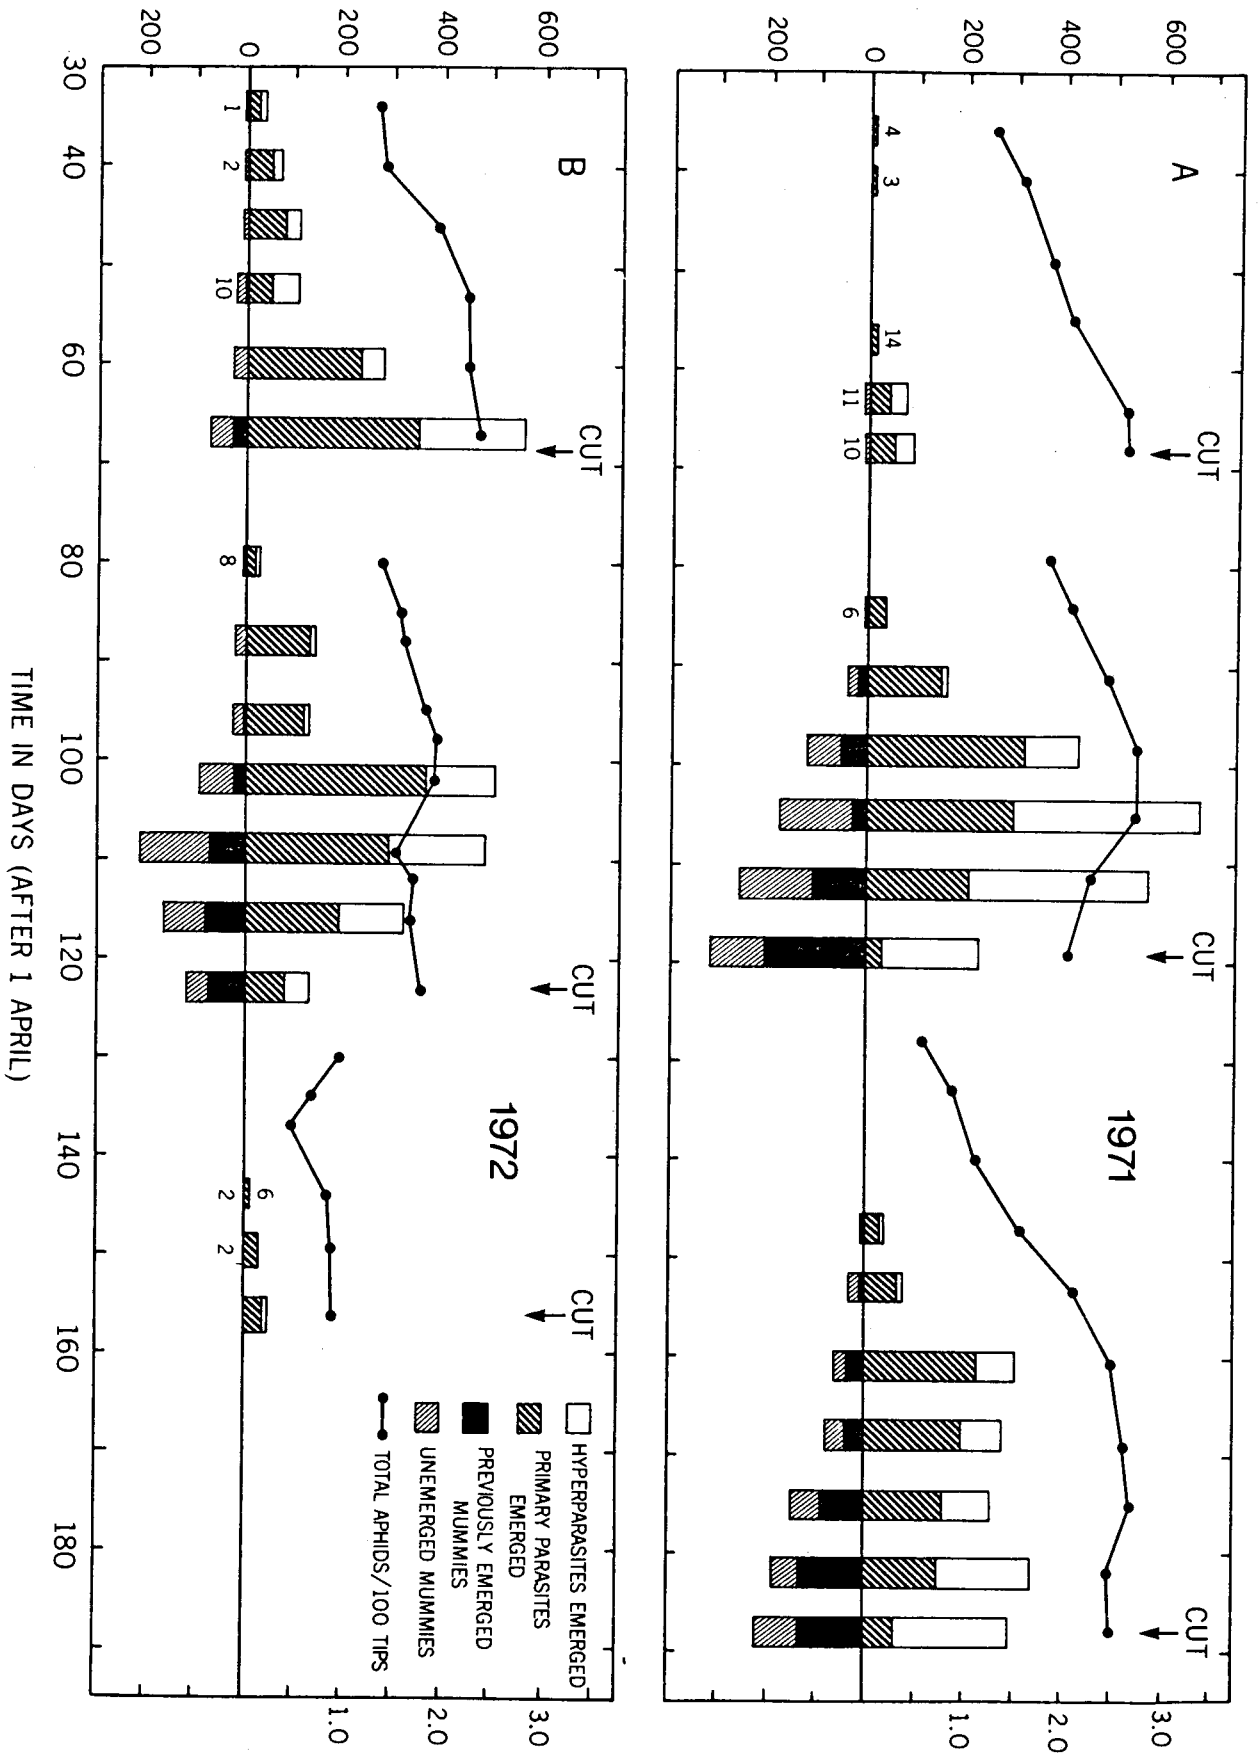 A
1971
600
400
200
0
200
3.0
2.0
1.0
CUT
CUT
CUT
4
3
14
11
10
6
B
1972
600
400
200
0
200
3.0
2.0
1.0
CUT
CUT
CUT
1
2
10
8
6
2
2
HYPERPARASITES EMERGED
PRIMARY PARASITES
EMERGED
PREVIOUSLY EMERGED
MUMMIES
UNEMERGED MUMMIES
TOTAL APHIDS/100 TIPS
30 40 60 80 100 120 140 160 180
TIME IN DAYS (AFTER 1 APRIL)